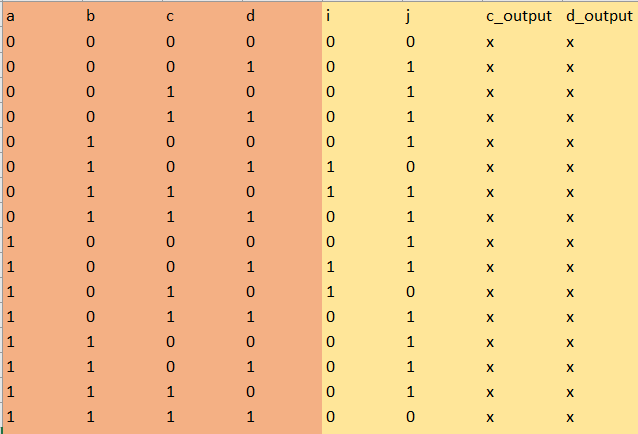 a b c d i j c_output d_output
0 0 0 0 0 0 x x
0 0 0 1 0 1 x x
0 0 1 0 0 1 x x
0 0 1 1 0 1 x x
0 1 0 0 0 1 x x
0 1 0 1 1 0 x x
0 1 1 0 1 1 x x
0 1 1 1 0 1 x x
1 0 0 0 0 1 x x
1 0 0 1 1 1 x x
1 0 1 0 1 0 x x
1 0 1 1 0 1 x x
1 1 0 0 0 1 x x
1 1 0 1 0 1 x x
1 1 1 0 0 1 x x
1 1 1 1 0 0 x x